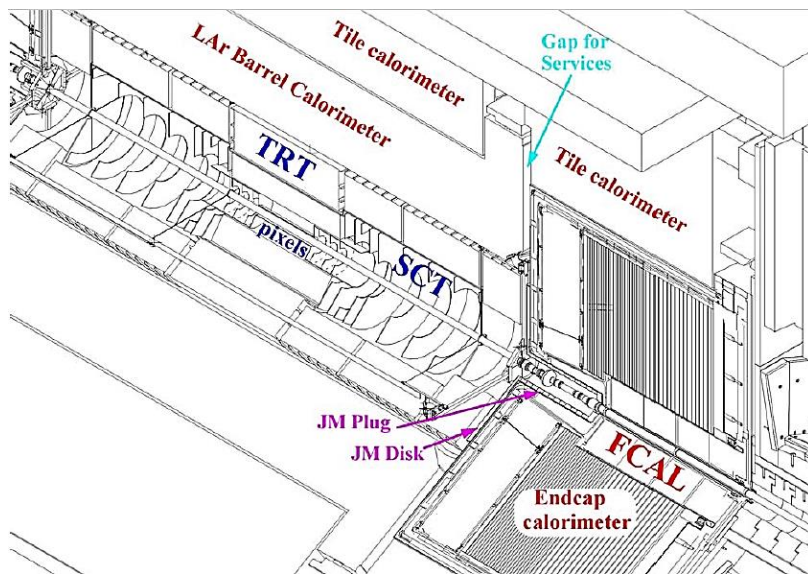 Gap for
Services
Tile calorimeter
LAr Barrel Calorimeter
TRT
Tile calorimeter
pixels
SCT
JM Plug
JM Disk
FCAL
Endcap
calorimeter